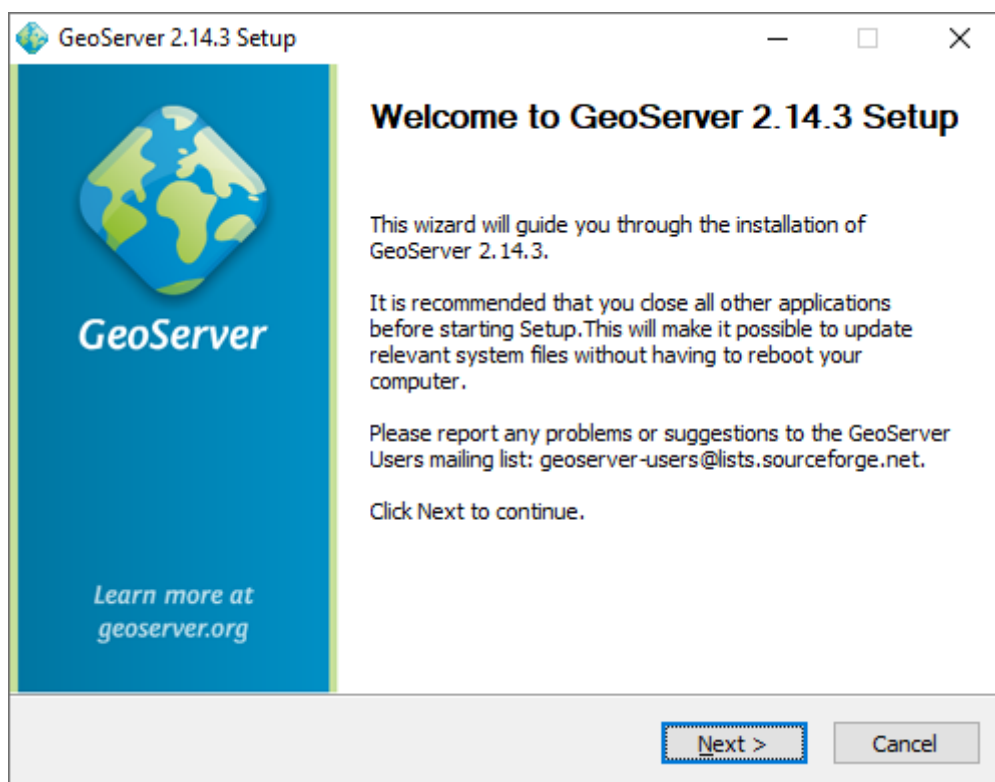 GeoServer 2.14.3 Setup
Welcome to GeoServer 2.14.3 Setup
This wizard will guide you through the installation of
GeoServer 2.14.3.
It is recommended that you close all other applications
before starting Setup.This will make it possible to update
relevant system files without having to reboot your
computer.
Please report any problems or suggestions to the GeoServer
Users mailing list: geoserver-users@lists.sourceforge.net.
Click Next to continue.
GeoServer
Learn more at
geoserver.org
Next >
Cancel